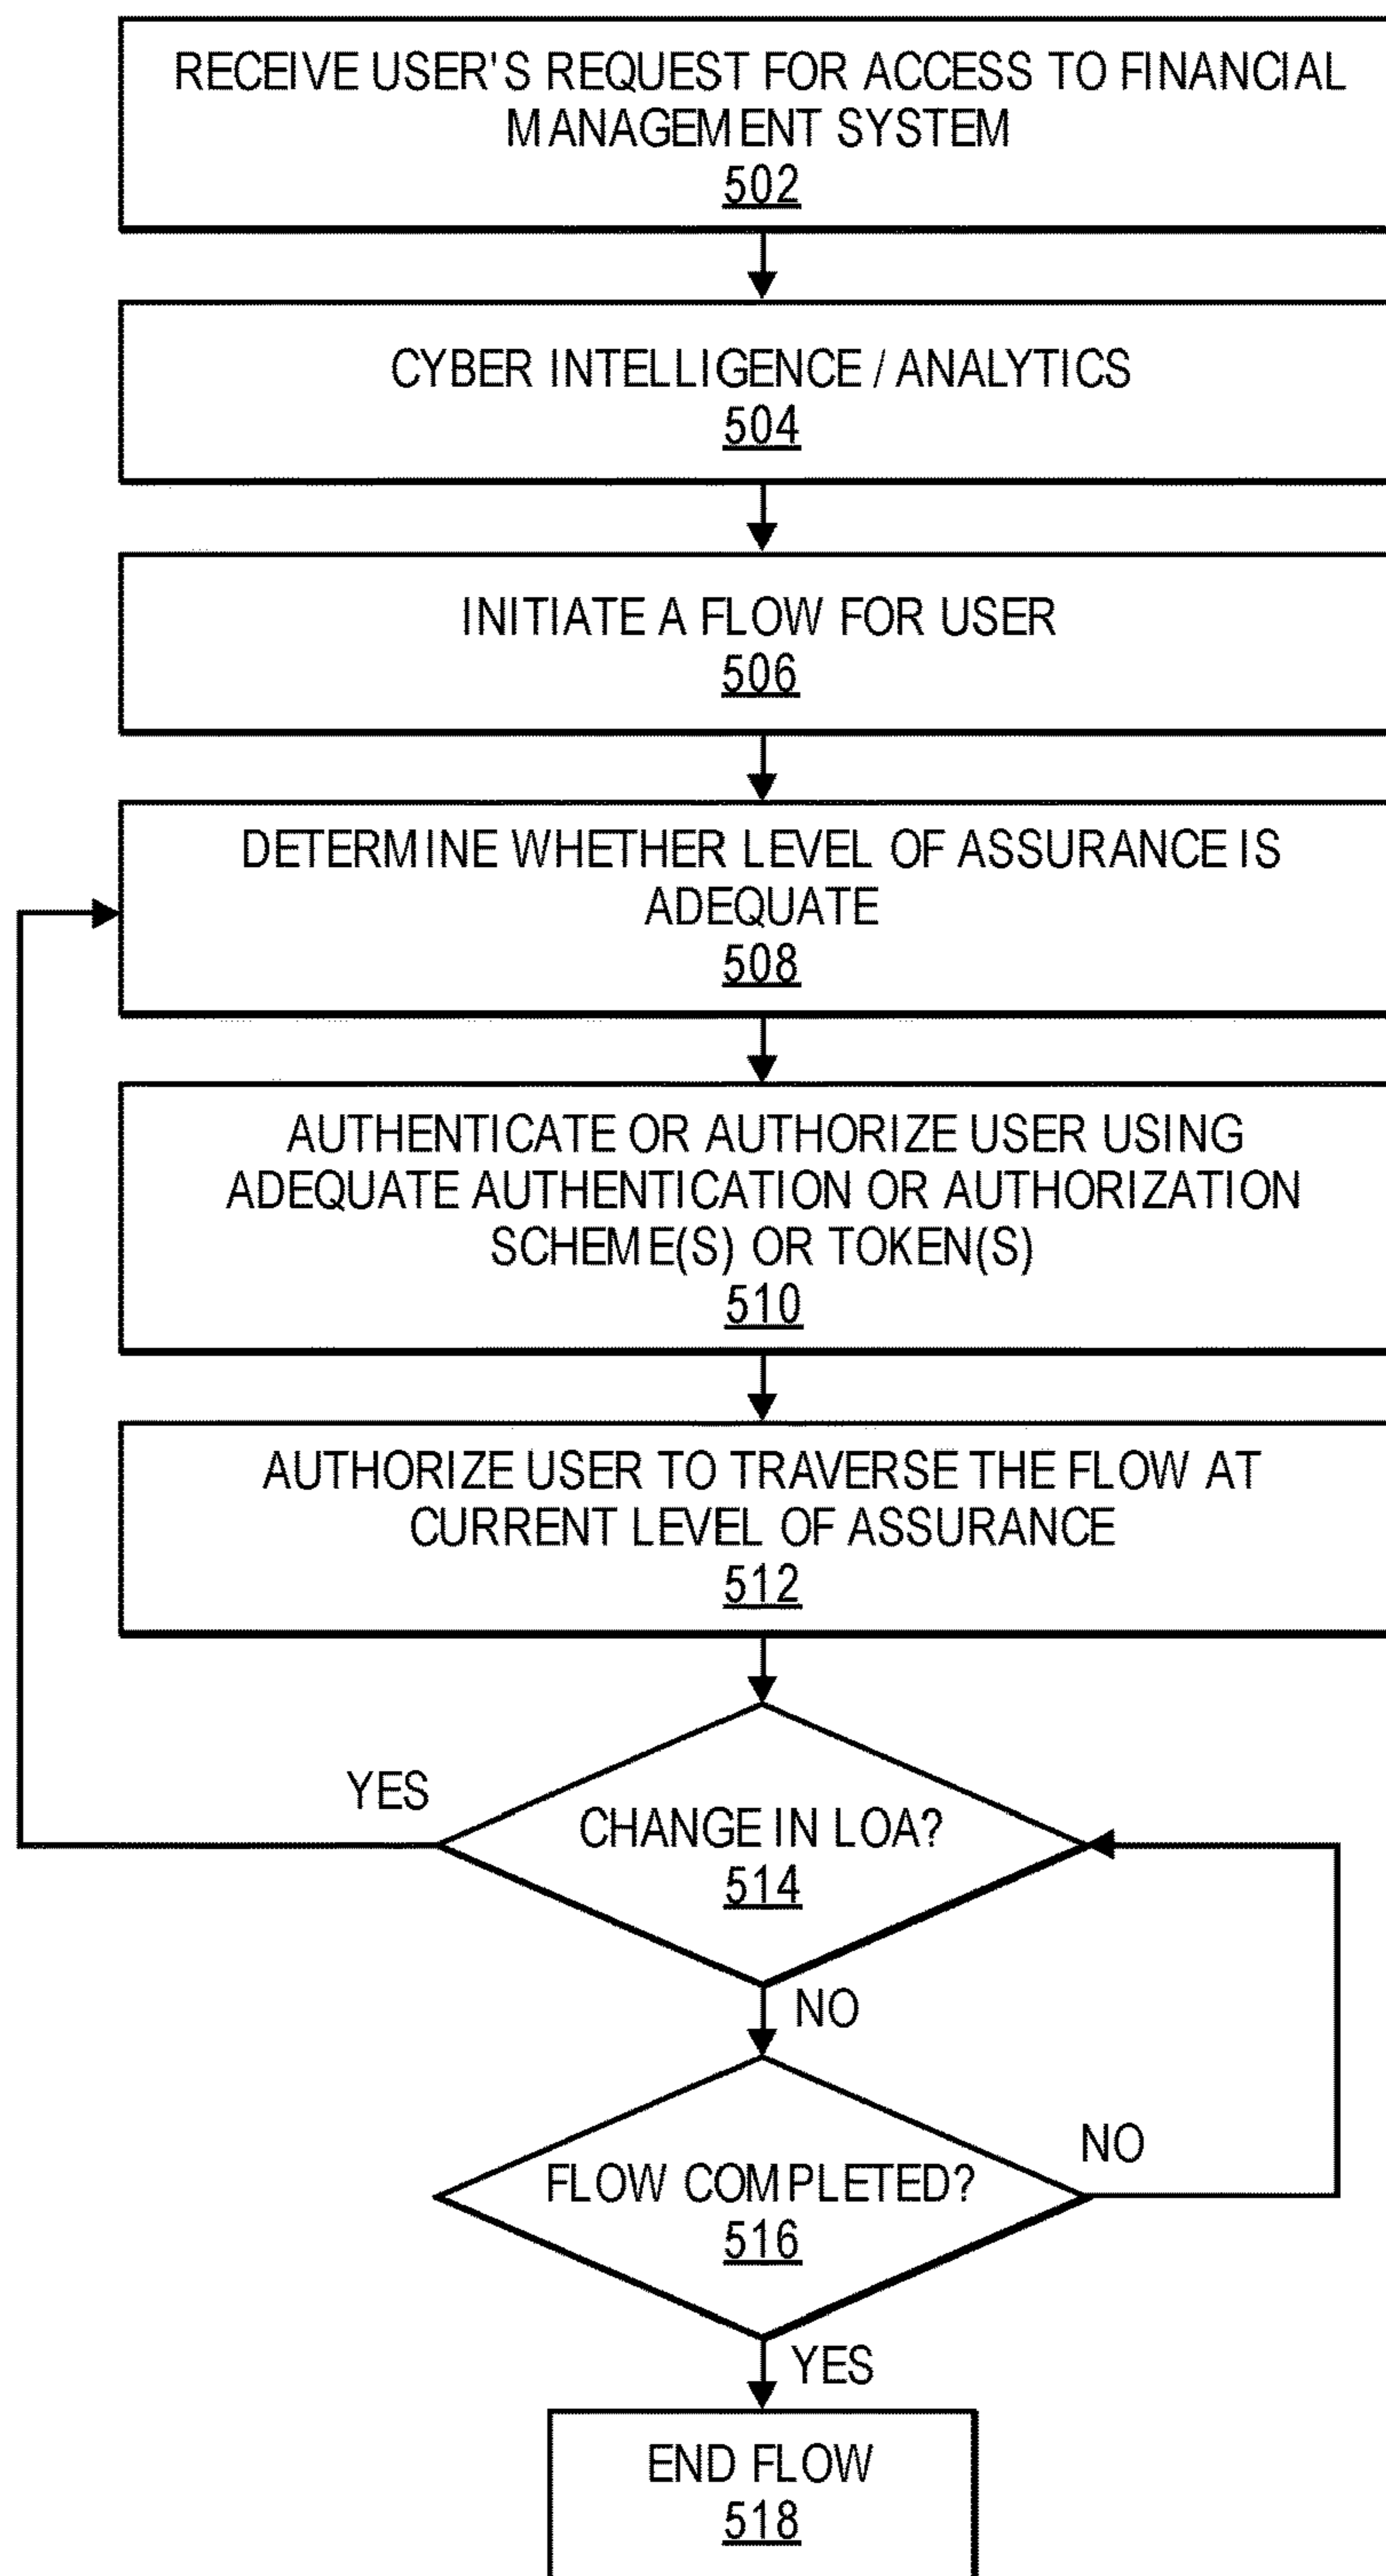 RECEIVE USER'S REQUEST FOR ACCESS TO FINANCIAL
MANAGEMENT SYSTEM
502
CYBER INTELLIGENCE / ANALYTICS
504
INITIATE A FLOW FOR USER
506
DETERMINE WHETHER LEVEL OF ASSURANCE IS
ADEQUATE
508
AUTHENTICATE OR AUTHORIZE USER USING
ADEQUATE AUTHENTICATION OR AUTHORIZATION
SCHEME(S) OR TOKEN(S)
510
AUTHORIZE USER TO TRAVERSE THE FLOW AT
CURRENT LEVEL OF ASSURANCE
512
YES
CHANGE IN LOA?
514
NO
NO
FLOW COMPLETED?
516
YES
END FLOW
518